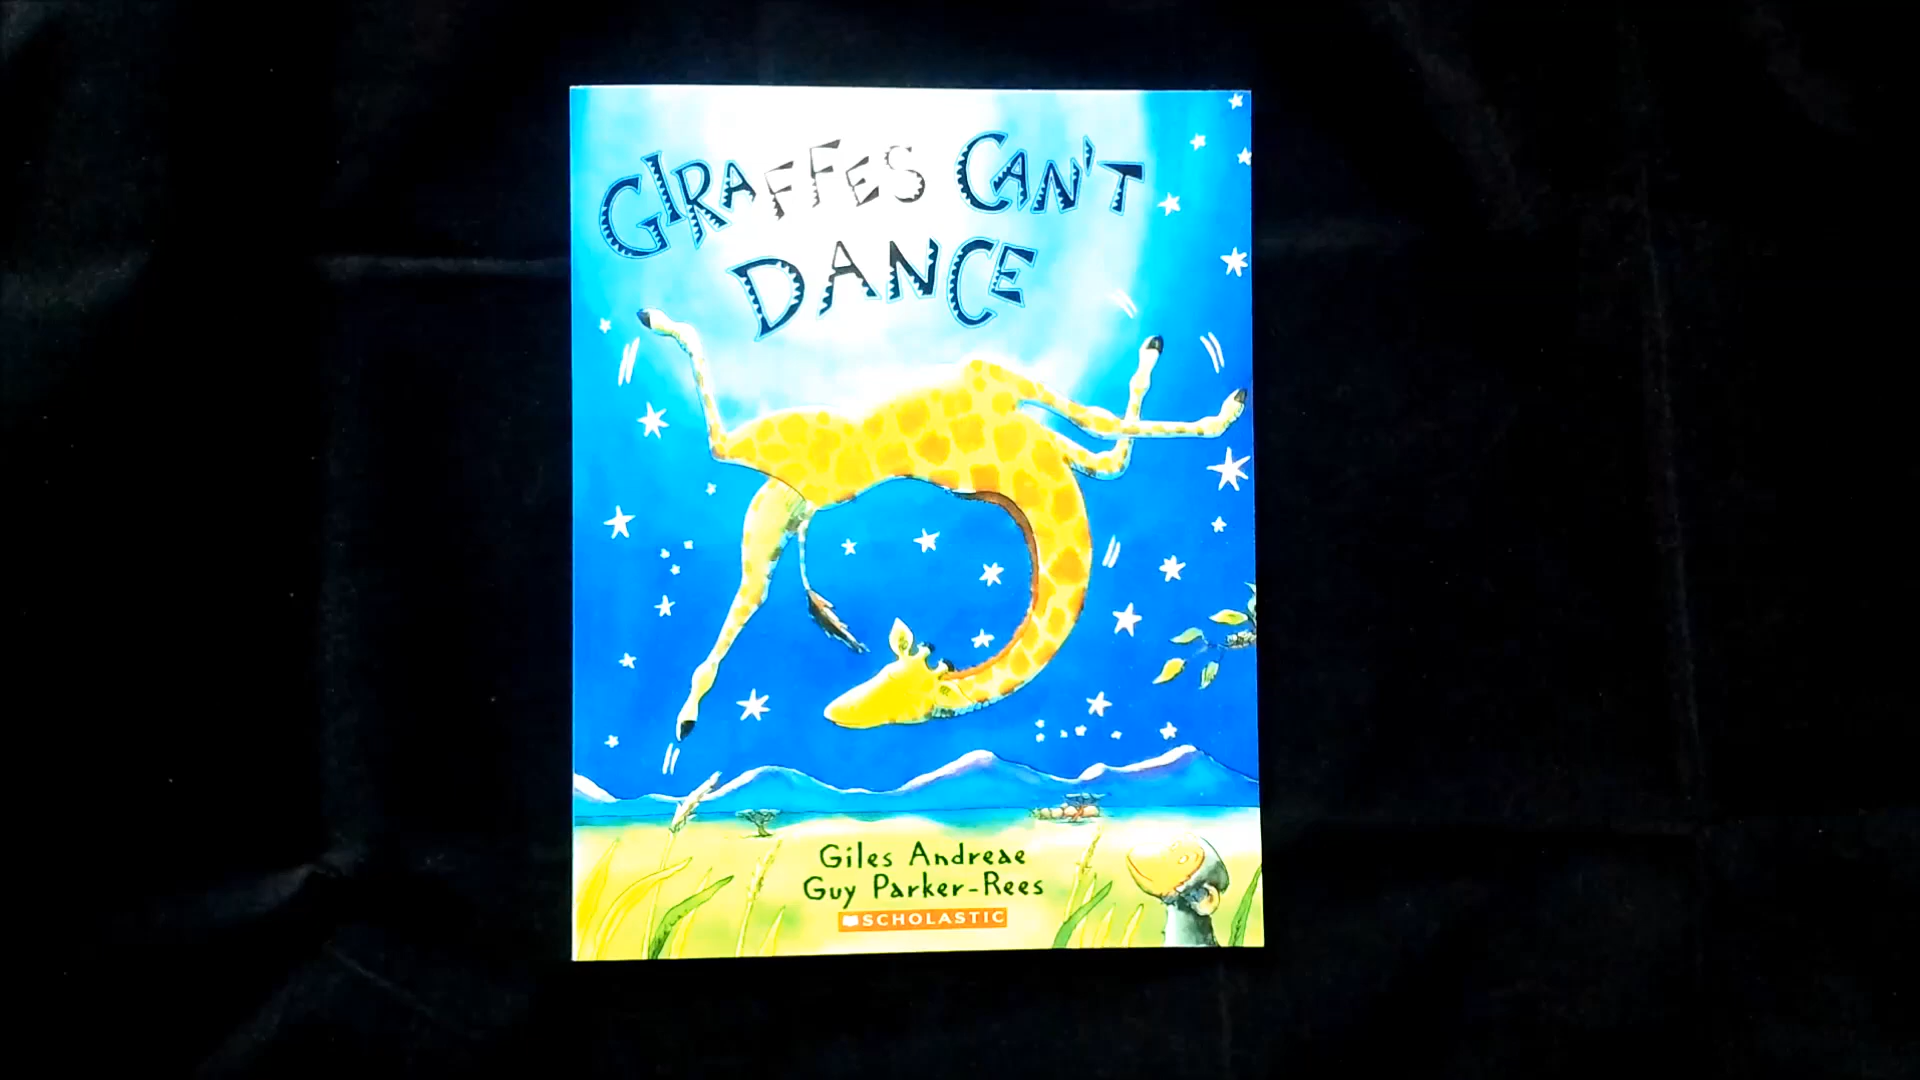 GIRAFFES CAN'T
DANCE
Giles Andreae
Guy Parker-Rees
SCHOLASTIC